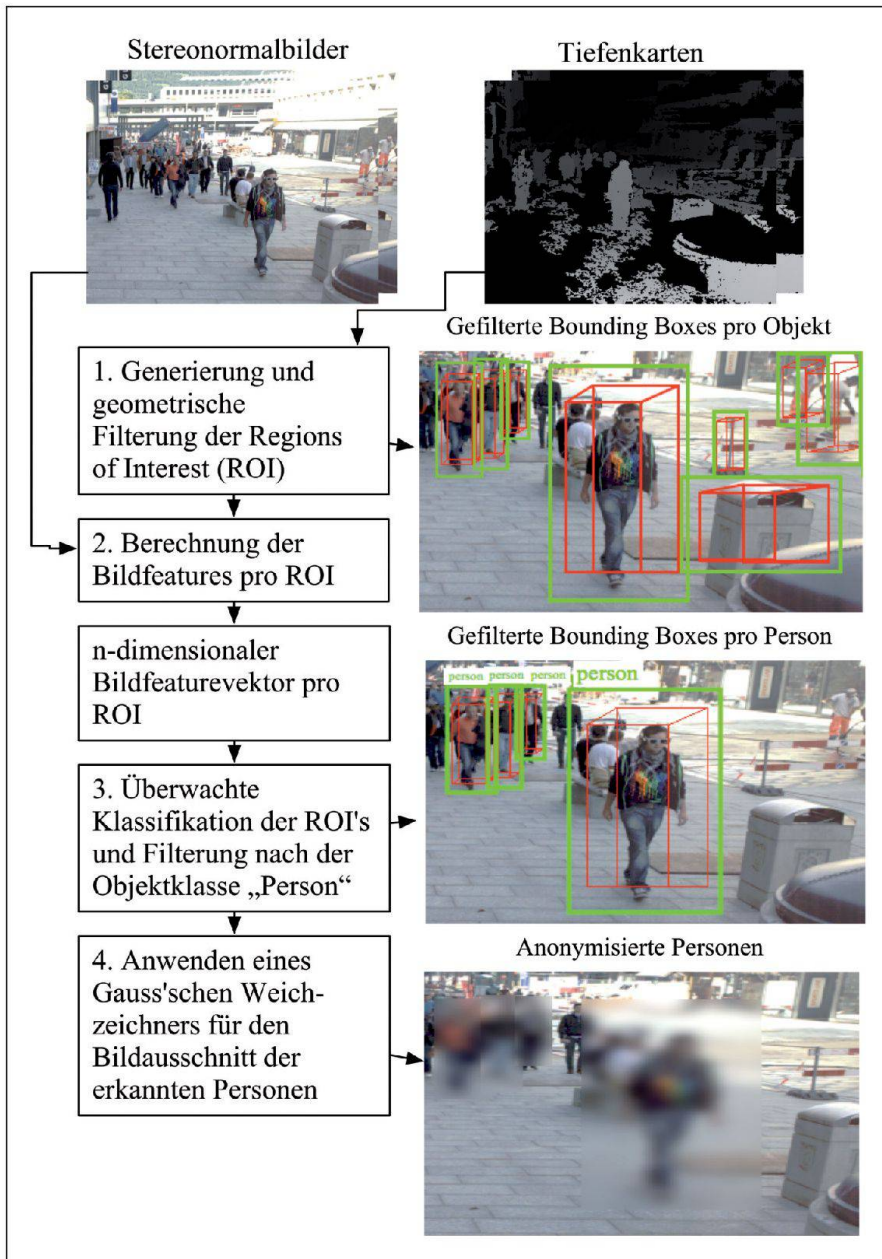 Stereonormalbilder
Tiefenkarten
Gefilterte Bounding Boxes pro Objekt
1. Generierung und
geometrische
Filterung der Regions
of Interest (ROI)
2. Berechnung der
Bildfeatures pro ROI
Gefilterte Bounding Boxes pro Person
person
person
person
person
n-dimensionaler
Bildfeaturevektor pro
ROI
3. Überwachte
Klassifikation der ROI's
und Filterung nach der
Objektklasse „Person“
Anonymisierte Personen
4. Anwenden eines
Gauss'schen Weich-
zeichners für den
Bildausschnitt der
erkannten Personen